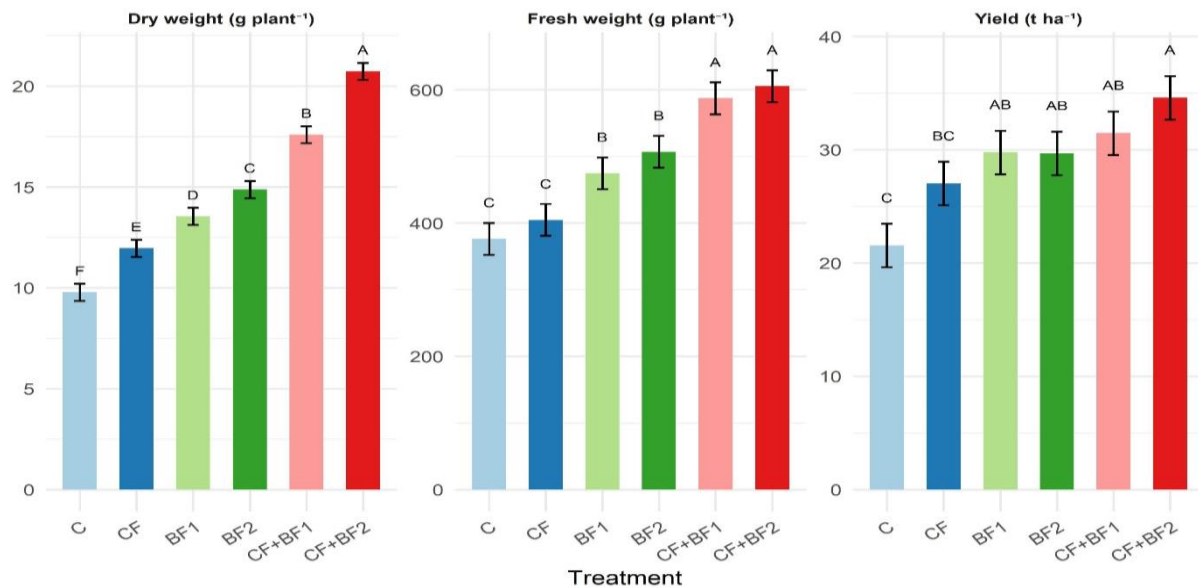 Dry weight (g plant⁻¹)
Fresh weight (g plant⁻¹)
Yield (t ha⁻¹)
20
15
10
5
0
F
E
D
C
B
A
C
CF
BF1
BF2
CF+BF1
CF+BF2
600
400
200
0
C
C
B
B
A
A
C
CF
BF1
BF2
CF+BF1
CF+BF2
40
30
20
10
0
C
BC
AB
AB
AB
A
C
CF
BF1
BF2
CF+BF1
CF+BF2
Treatment